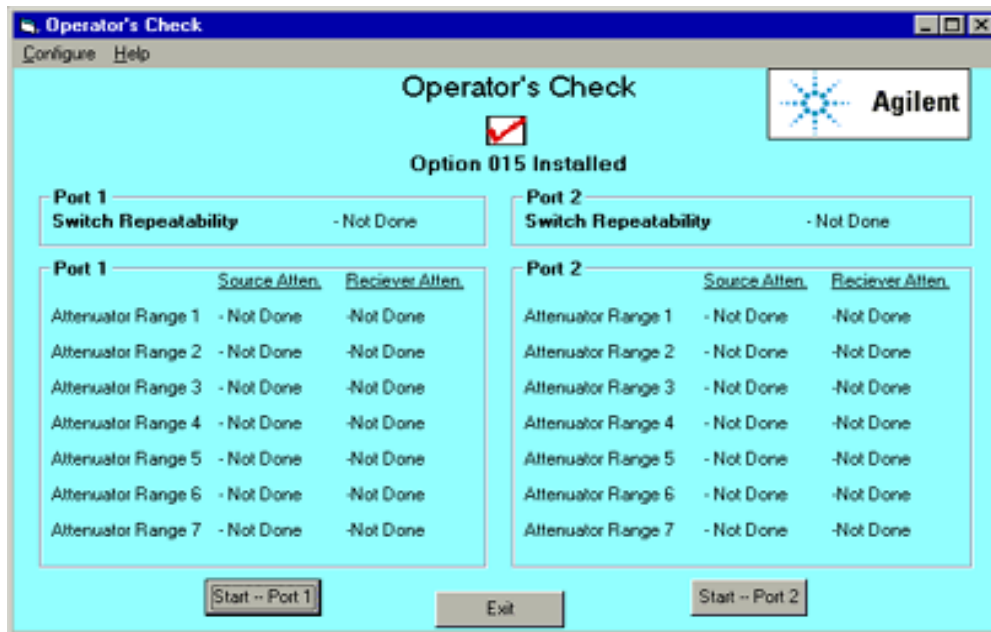 Operator's Check
Configure Help
Operator's Check
Agilent
Option 015 Installed
Port 1
Switch Repeatability - Not Done
Port 2
Switch Repeatability - Not Done
Port 1
Source Atten. Reciever Atten.
Attenuator Range 1 - Not Done -Not Done
Attenuator Range 2 - Not Done -Not Done
Attenuator Range 3 - Not Done -Not Done
Attenuator Range 4 - Not Done -Not Done
Attenuator Range 5 - Not Done -Not Done
Attenuator Range 6 - Not Done -Not Done
Attenuator Range 7 - Not Done -Not Done
Port 2
Source Atten. Reciever Atten.
Attenuator Range 1 - Not Done -Not Done
Attenuator Range 2 - Not Done -Not Done
Attenuator Range 3 - Not Done -Not Done
Attenuator Range 4 - Not Done -Not Done
Attenuator Range 5 - Not Done -Not Done
Attenuator Range 6 - Not Done -Not Done
Attenuator Range 7 - Not Done -Not Done
Start -- Port 1
Exit
Start -- Port 2